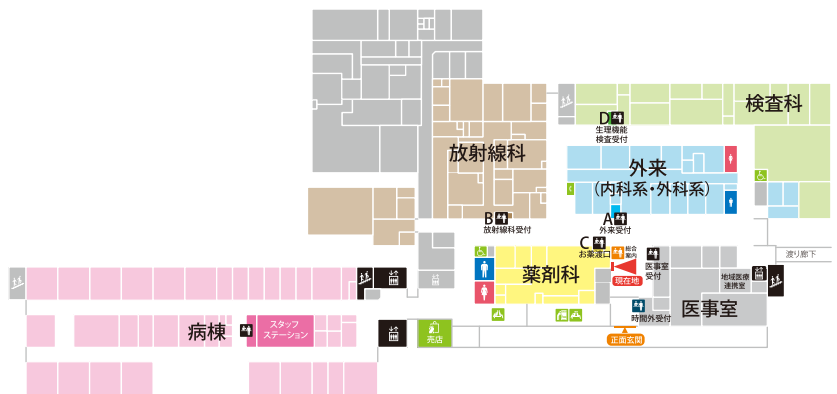 検査科
D
生理機能
検査受付
放射線科
外来
(内科系・外科系)
B
放射線科受付
A
外来受付
C
お薬渡口
総合
案内
医事室
受付
渡り廊下
薬剤科
現在地
地域医療
連携室
医事室
時間外受付
病棟
スタッフ
ステーション
売店
正面玄関